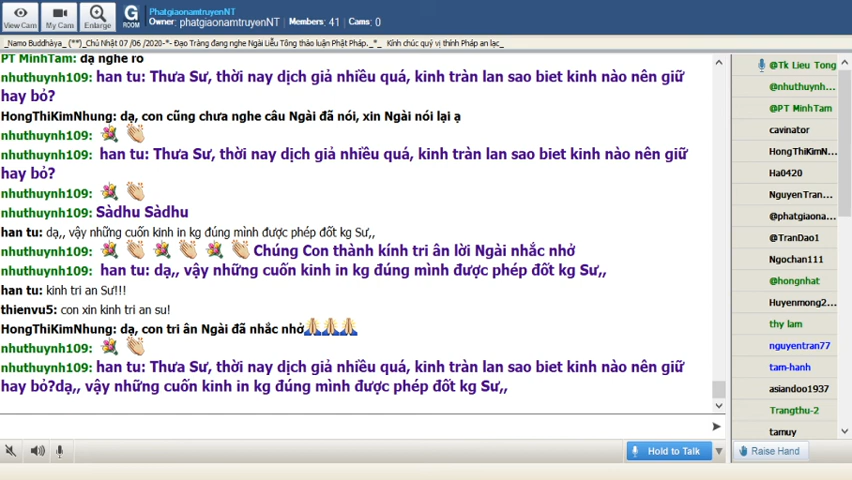 View Cam
My Cam
Enlarge
G
ROOM
PhatgiaonamtruyenNT
Owner: phatgiaonamtruyenNT Members: 41 Cams: 0
_Namo Buddhàya_ (**)_Chủ Nhật 07 /06 /2020-*- Đạo Tràng đang nghe Ngài Liễu Tông thảo luận Phật Pháp._*_ Kính chúc quý vị thính Pháp an lạc_
PT MinhTam: dạ nghe rõ
nhuthuynh109: han tu: Thưa Sư, thời nay dịch giả nhiều quá, kinh tràn lan sao biet kinh nào nên giữ
hay bỏ?
HongThiKimNhung: dạ, con cũng chưa nghe câu Ngài đã nói, xin Ngài nói lại ạ
nhuthuynh109:
nhuthuynh109: han tu: Thưa Sư, thời nay dịch giả nhiều quá, kinh tràn lan sao biet kinh nào nên giữ
hay bỏ?
nhuthuynh109:
nhuthuynh109: Sàdhu Sàdhu
han tu: dạ,, vậy những cuốn kinh in kg đúng mình được phép đốt kg Sư,,
nhuthuynh109: Chúng Con thành kính tri ân lời Ngài nhắc nhở
nhuthuynh109: han tu: dạ,, vậy những cuốn kinh in kg đúng mình được phép đốt kg Sư,,
han tu: kinh tri an Sư!!!
thienvu5: con xin kinh tri an su!
HongThiKimNhung: dạ, con tri ân Ngài đã nhắc nhở
nhuthuynh109:
nhuthuynh109: han tu: Thưa Sư, thời nay dịch giả nhiều quá, kinh tràn lan sao biet kinh nào nên giữ
hay bỏ?dạ,, vậy những cuốn kinh in kg đúng mình được phép đốt kg Sư,,
@Tk Lieu Tong
@nhuthuynh...
@PT MinhTam
cavinator
HongThiKimN...
Ha0420
NguyenTran...
@phatgiaona...
@TranDao1
Ngochan111
@hongnhat
Huyenmong2...
thy lam
nguyentran77
tam-hanh
asiandoo1937
Trangthu-2
tamuy
Hold to Talk
Raise Hand